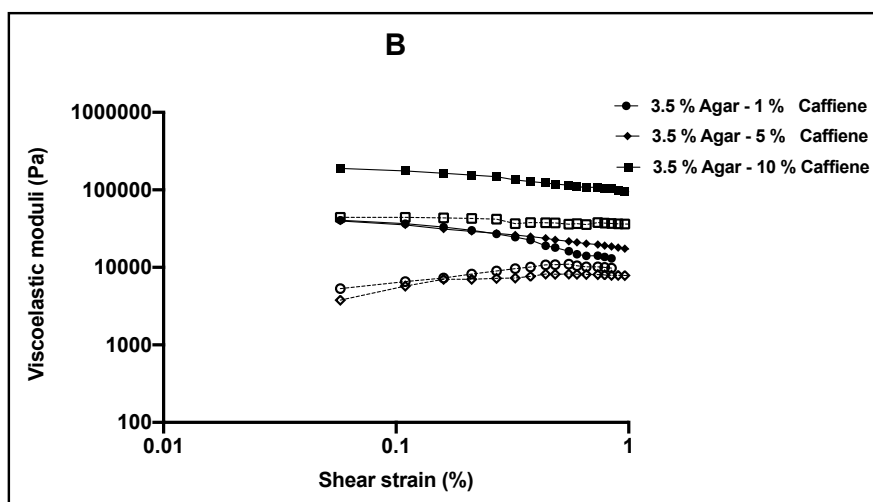 B
3.5 % Agar - 1 % Caffiene
3.5 % Agar - 5 % Caffiene
3.5 % Agar - 10 % Caffiene
Viscoelastic moduli (Pa)
1000000
100000
10000
1000
100
0.01 0.1 1
Shear strain (%)